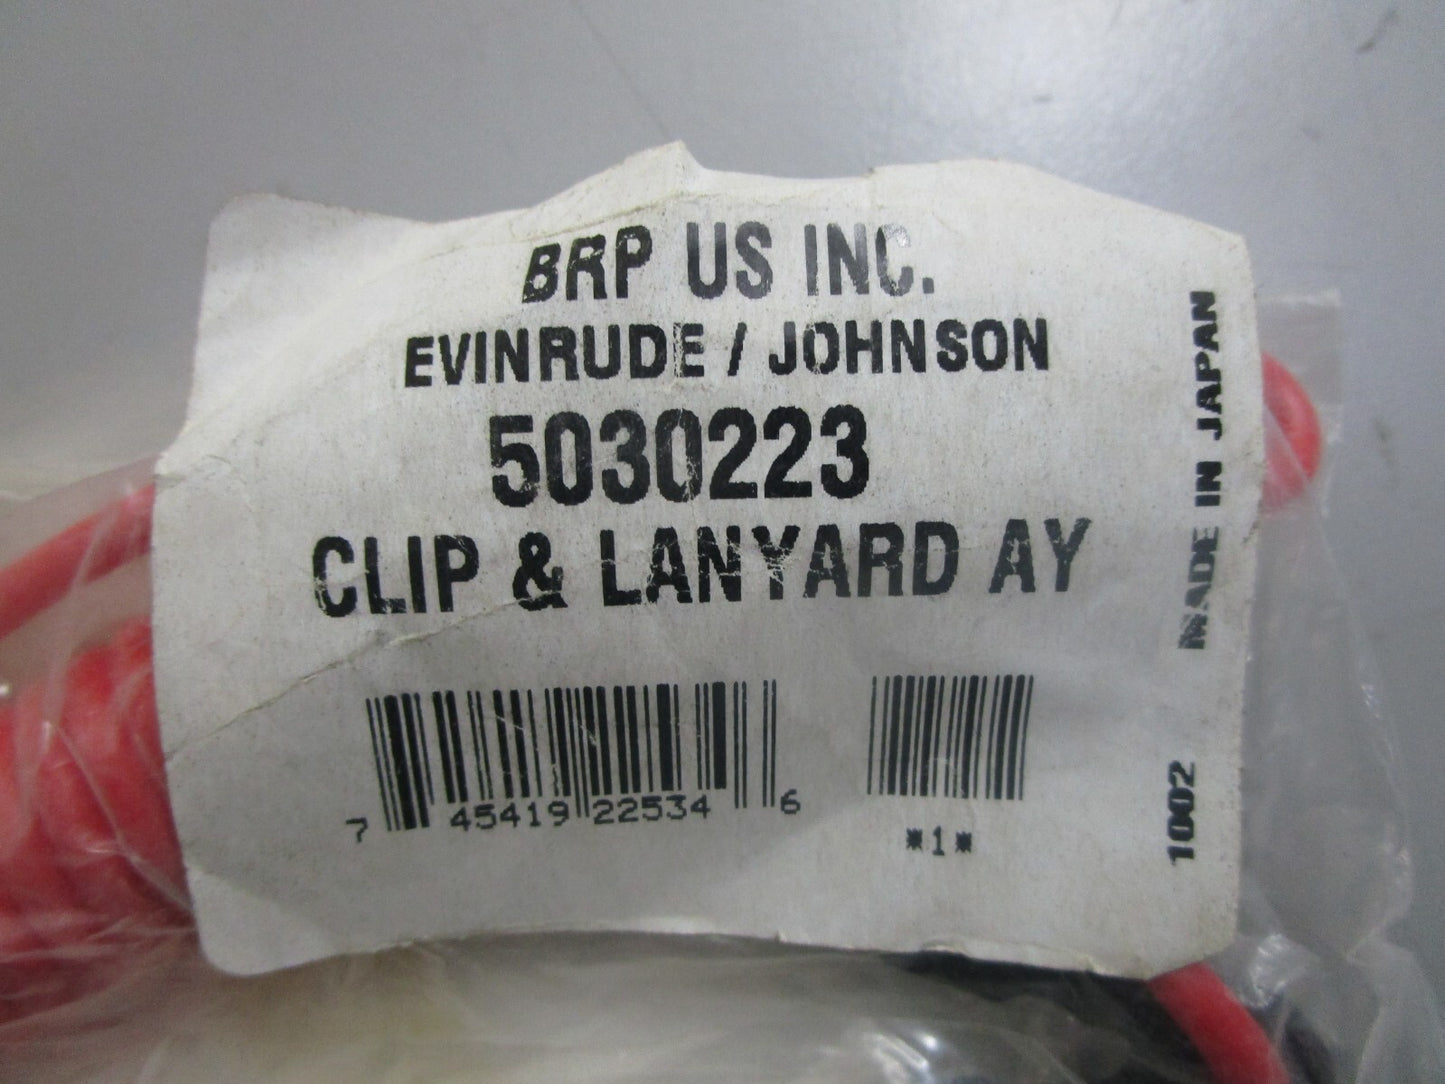 BRP US INC.
EVINRUDE / JOHNSON
5030223
CLIP & LANYARD AY
7 45419 22534 6
*1*
MADE IN JAPAN
1002